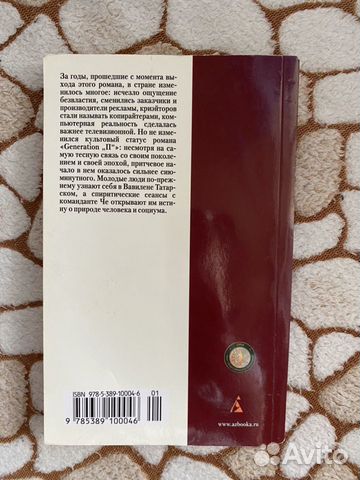 За годы, прошедшие с момента вы-
хода этого романа, в стране изме-
нилось многое: исчезло ощущение
безвластия, сменились заказчики и
производители рекламы, криэйторов
стали называть копирайтерами, ком-
пьютерная реальность сделалась
важнее телевизионной. Но не изме-
нился культовый статус романа
«Generation „П“»: несмотря на са-
мую тесную связь со своим поколе-
нием и своей эпохой, притчевое на-
чало в нем оказалось сильнее сию-
минутного. Молодые люди по-преж-
нему узнают себя в Вавилене Татар-
ском, а спиритические сеансы с
команданте Че открывают им исти-
ну о природе человека и социума.
ISBN 978-5-389-10004-6
01
9 785389 100046
www.azbooka.ru
Avito